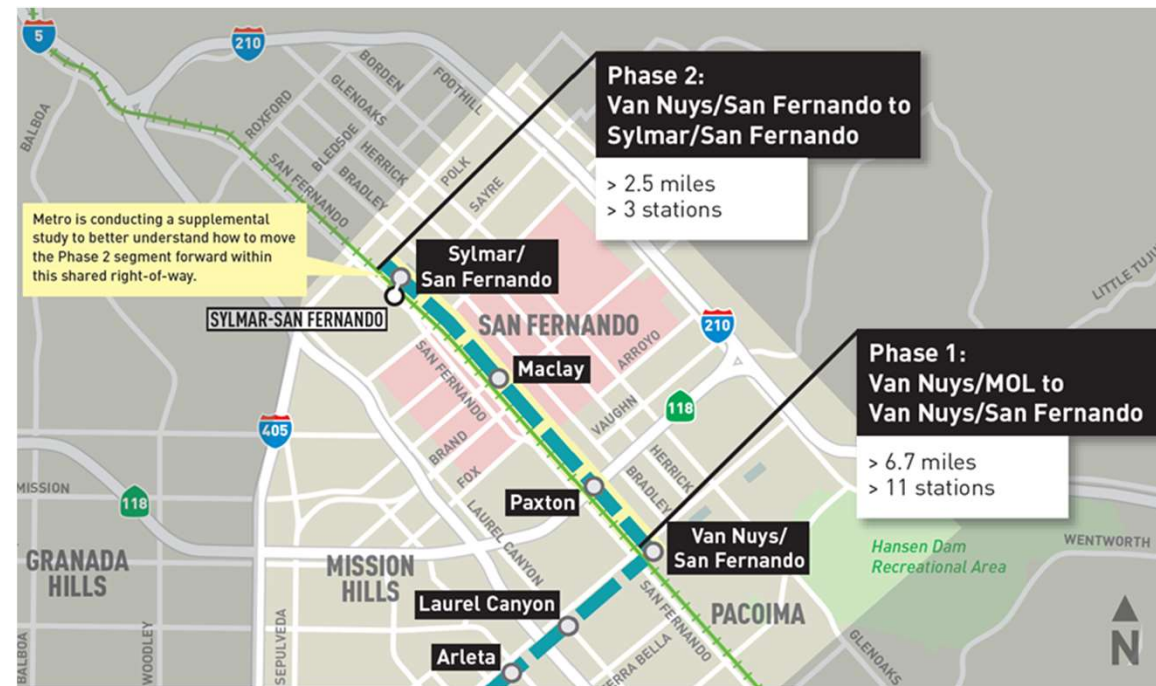 5
210
BORDEN
GLENOAKS
FOOTHILL
ROXFORD
BLEDSOE
HERRICK
BRADLEY
POLK
SAYRE
BALBOA
SAN FERNANDO
Phase 2:
Van Nuys/San Fernando to
Sylmar/San Fernando
> 2.5 miles
> 3 stations
Metro is conducting a supplemental
study to better understand how to move
the Phase 2 segment forward within
this shared right-of-way.
Sylmar/
San Fernando
SYLMAR-SAN FERNANDO
SAN FERNANDO
ARROYO
210
LITTLE TUJU
Maclay
SAN FERNANDO
BRAND
FOX
VAUGHN
118
HERRICK
BRADLEY
Phase 1:
Van Nuys/MOL to
Van Nuys/San Fernando
> 6.7 miles
> 11 stations
405
MISSION
118
Paxton
LAUREL CANYON
Van Nuys/
San Fernando
Hansen Dam
Recreational Area
WENTWORTH
GRANADA
HILLS
MISSION
HILLS
Laurel Canyon
SAN FERNANDO
PACOIMA
Arleta
BALBOA
WOODLEY
SEPULVEDA
ERRA BELLA
GLENOAKS
N